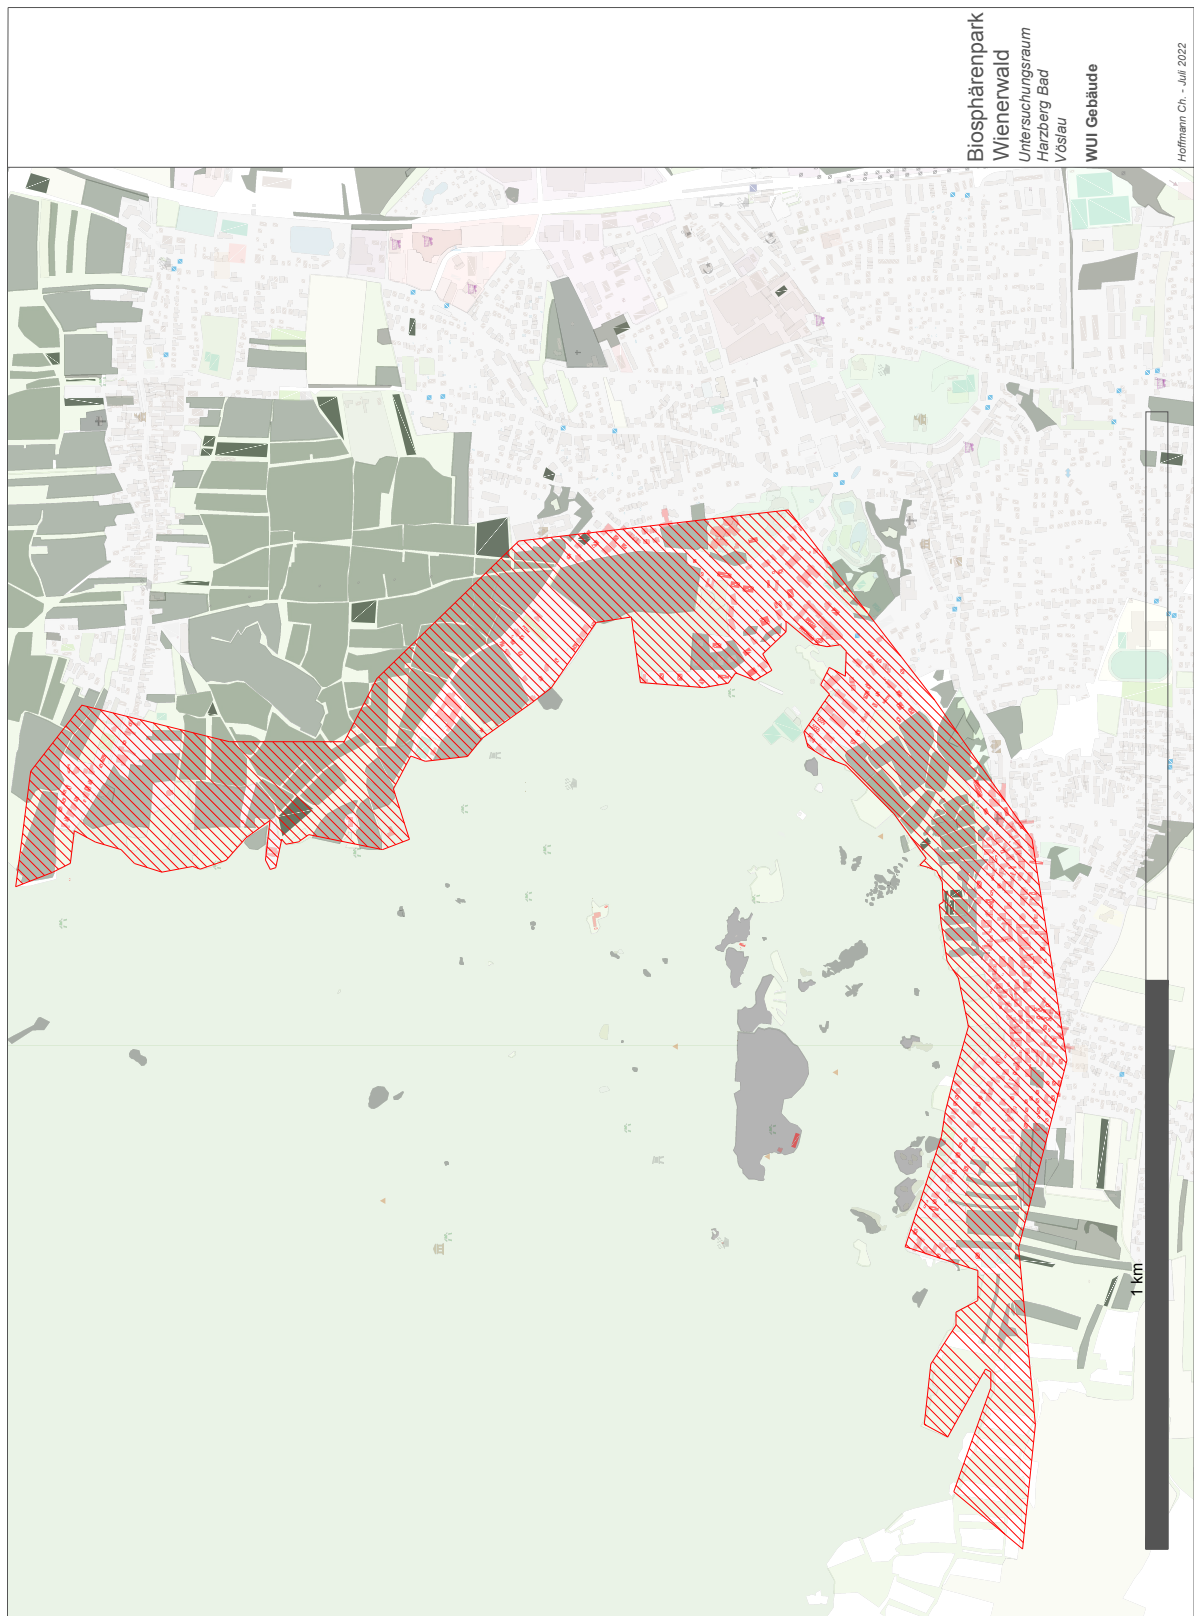 Biosphärenpark
Wienerwald
Untersuchungsraum
Harzberg Bad
Vöslau
WUI Gebäude
Hoffmann Ch. - Juli 2022
1 km